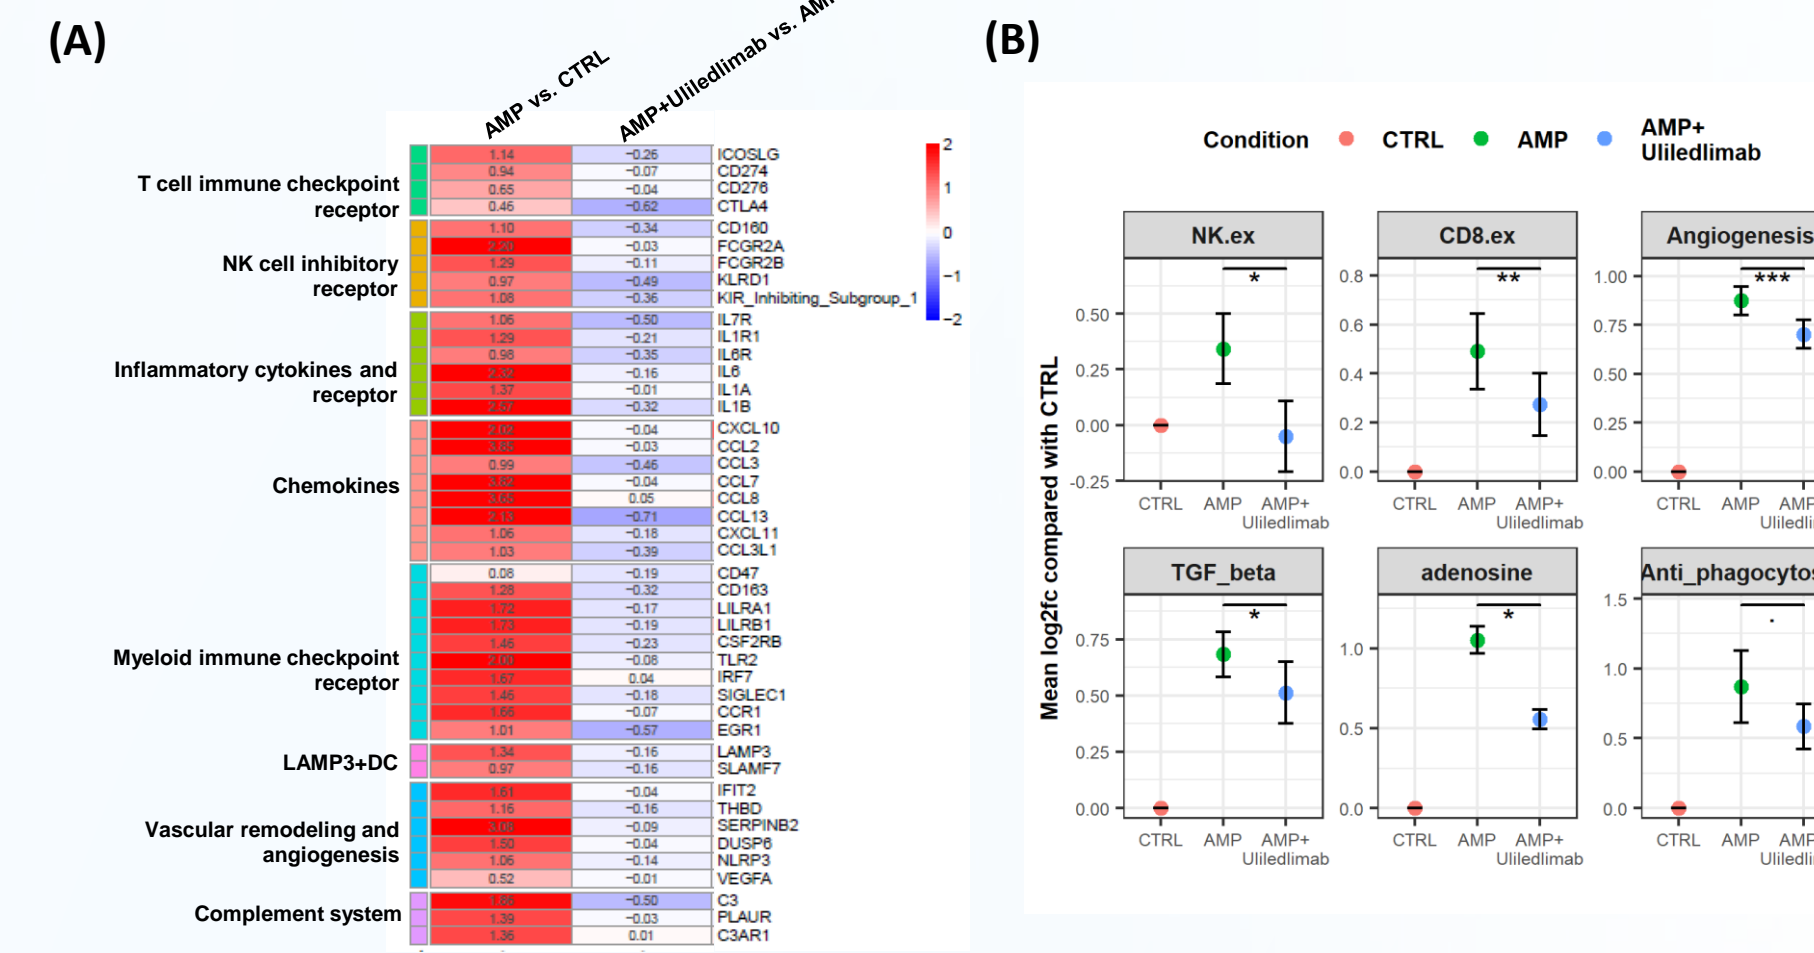 (A)
AMP vs. CTRL
AMP+Uliledlimab vs. AMP
T cell immune checkpoint
receptor
1.14 −0.26 ICOSLG
0.94 −0.07 CD274
0.65 −0.04 CD276
0.46 −0.62 CTLA4
NK cell inhibitory
receptor
1.10 −0.34 CD160
2.20 −0.03 FCGR2A
1.29 −0.11 FCGR2B
0.97 −0.49 KLRD1
1.08 −0.36 KIR_Inhibiting_Subgroup_1
Inflammatory cytokines and
receptor
1.06 −0.50 IL7R
1.29 −0.21 IL1R1
0.98 −0.35 IL6R
2.32 −0.16 IL6
1.37 −0.01 IL1A
2.57 −0.32 IL1B
Chemokines
2.02 −0.04 CXCL10
3.85 −0.03 CCL2
0.99 −0.46 CCL3
3.82 −0.04 CCL7
3.65 0.05 CCL8
2.13 −0.71 CCL13
1.06 −0.18 CXCL11
1.03 −0.39 CCL3L1
Myeloid immune checkpoint
receptor
0.08 −0.19 CD47
1.28 −0.32 CD163
1.72 −0.17 LILRA1
1.73 −0.19 LILRB1
1.46 −0.23 CSF2RB
2.00 −0.08 TLR2
1.67 0.04 IRF7
1.46 −0.18 SIGLEC1
1.66 −0.07 CCR1
1.01 −0.57 EGR1
LAMP3+DC
1.34 −0.16 LAMP3
0.97 −0.16 SLAMF7
Vascular remodeling and
angiogenesis
1.61 −0.04 IFIT2
1.16 −0.16 THBD
3.08 −0.09 SERPINB2
1.50 −0.04 DUSP6
1.06 −0.14 NLRP3
0.52 −0.01 VEGFA
Complement system
1.86 −0.50 C3
1.39 −0.03 PLAUR
1.36 0.01 C3AR1
2
1
0
−1
−2
(B)
Condition CTRL AMP AMP+
Uliledlimab
Mean log2fc compared with CTRL
NK.ex
*
0.50
0.25
0.00
-0.25
CTRL AMP AMP+
Uliledlimab
CD8.ex
**
0.8
0.6
0.4
0.2
0.0
CTRL AMP AMP+
Uliledlimab
Angiogenesis
***
1.00
0.75
0.50
0.25
0.00
CTRL AMP AMP
Uliledli
TGF_beta
*
0.75
0.50
0.25
0.00
CTRL AMP AMP+
Uliledlimab
adenosine
*
1.0
0.5
0.0
CTRL AMP AMP+
Uliledlimab
Anti_phagocytos
.
1.5
1.0
0.5
0.0
CTRL AMP AMP
Uliledli